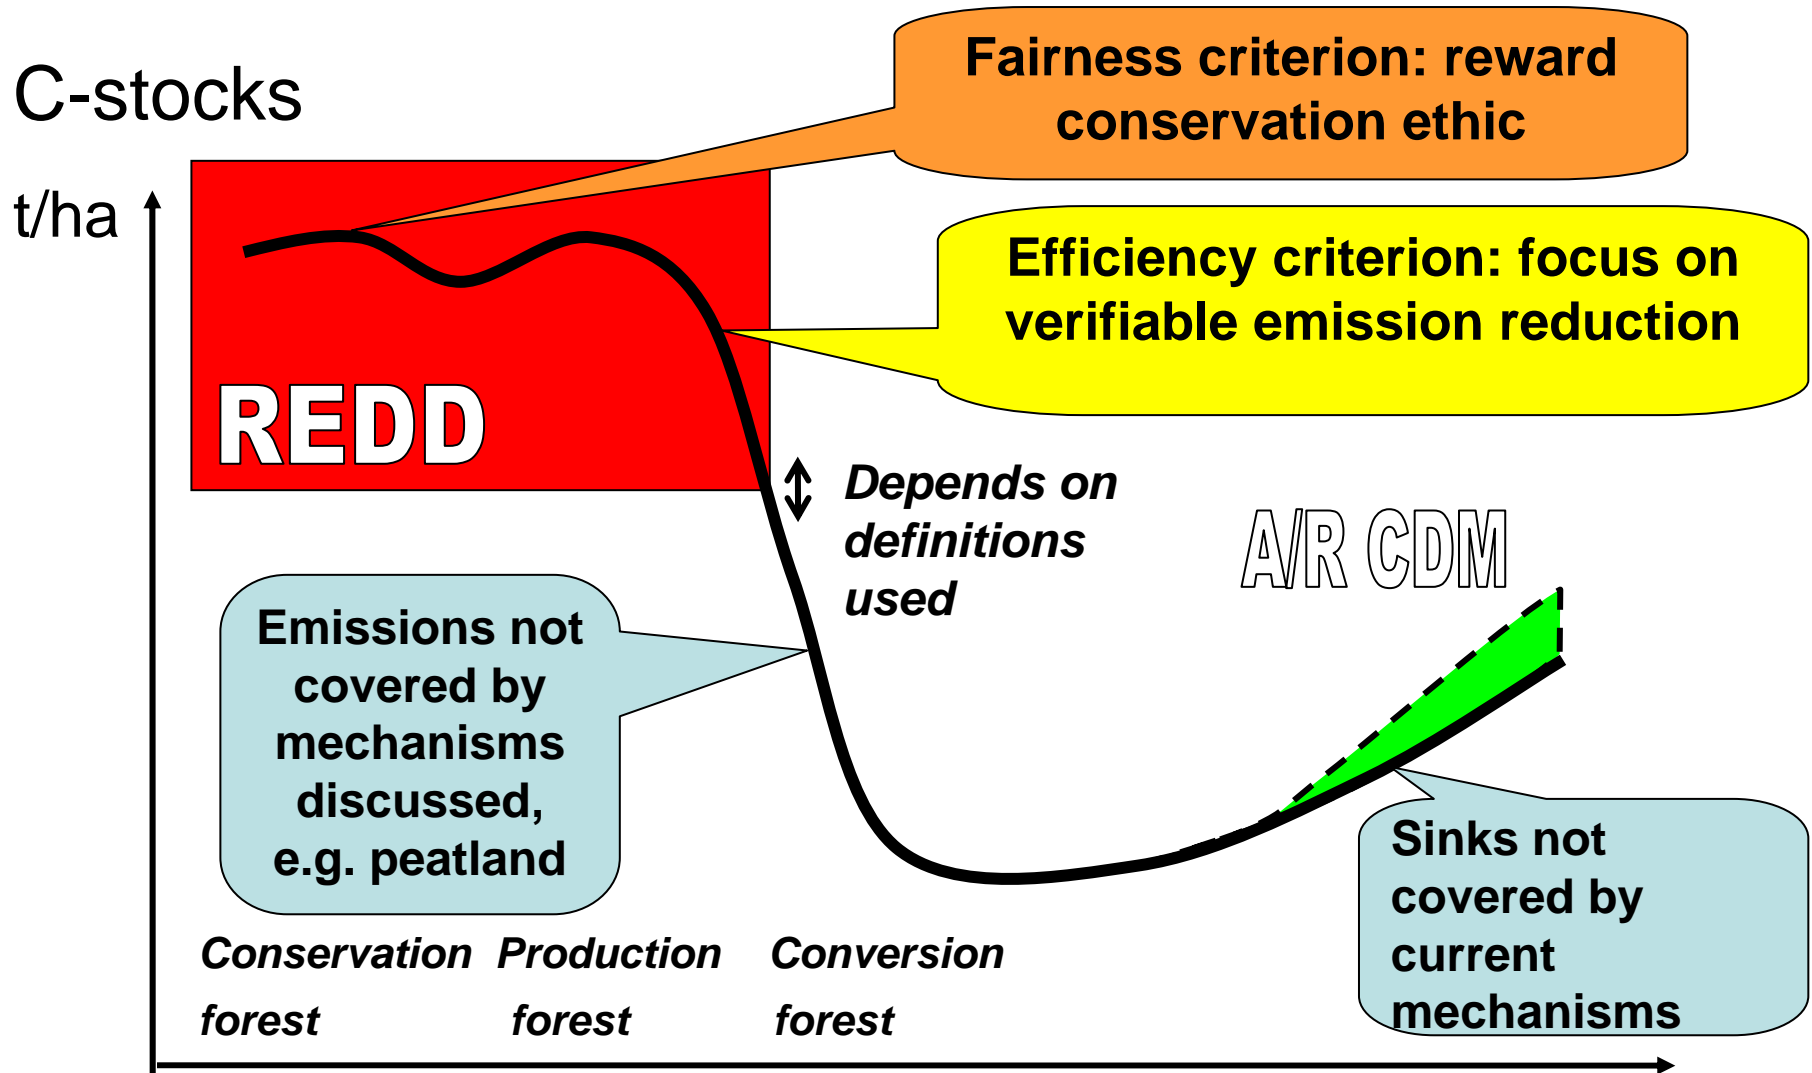 C-stocks
t/ha
Fairness criterion: reward
conservation ethic
Efficiency criterion: focus on
verifiable emission reduction
REDD
Depends on
definitions
used
A/R CDM
Emissions not
covered by
mechanisms
discussed,
e.g. peatland
Sinks not
covered by
current
mechanisms
Conservation Production Conversion
forest forest forest